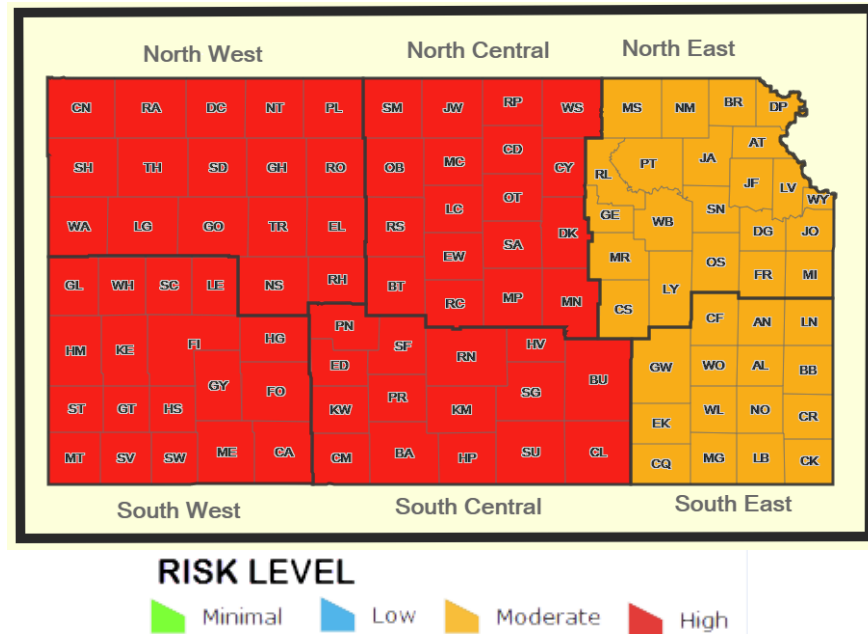 North West North Central North East
CN RA DC NT PL SM JW RP WS MS NM BR DP
SH TH SD GH RO OB MC CD CY RL PT JA AT JF LV WY
WA LG GO TR EL RS LC OT DK GE WB SN DG JO
GL WH SC LE NS RH BT EW SA MR OS FR MI
RC MP MN CS LY
HM KE FI HG PN SF RN HV CF AN LN
GY FO ED PR SG BU GW WO AL BB
ST GT HS KW KM EK WL NO CR
MT SV SW ME CA CM BA HP SU CL CQ MG LB CK
South West South Central South East
RISK LEVEL
Minimal Low Moderate High